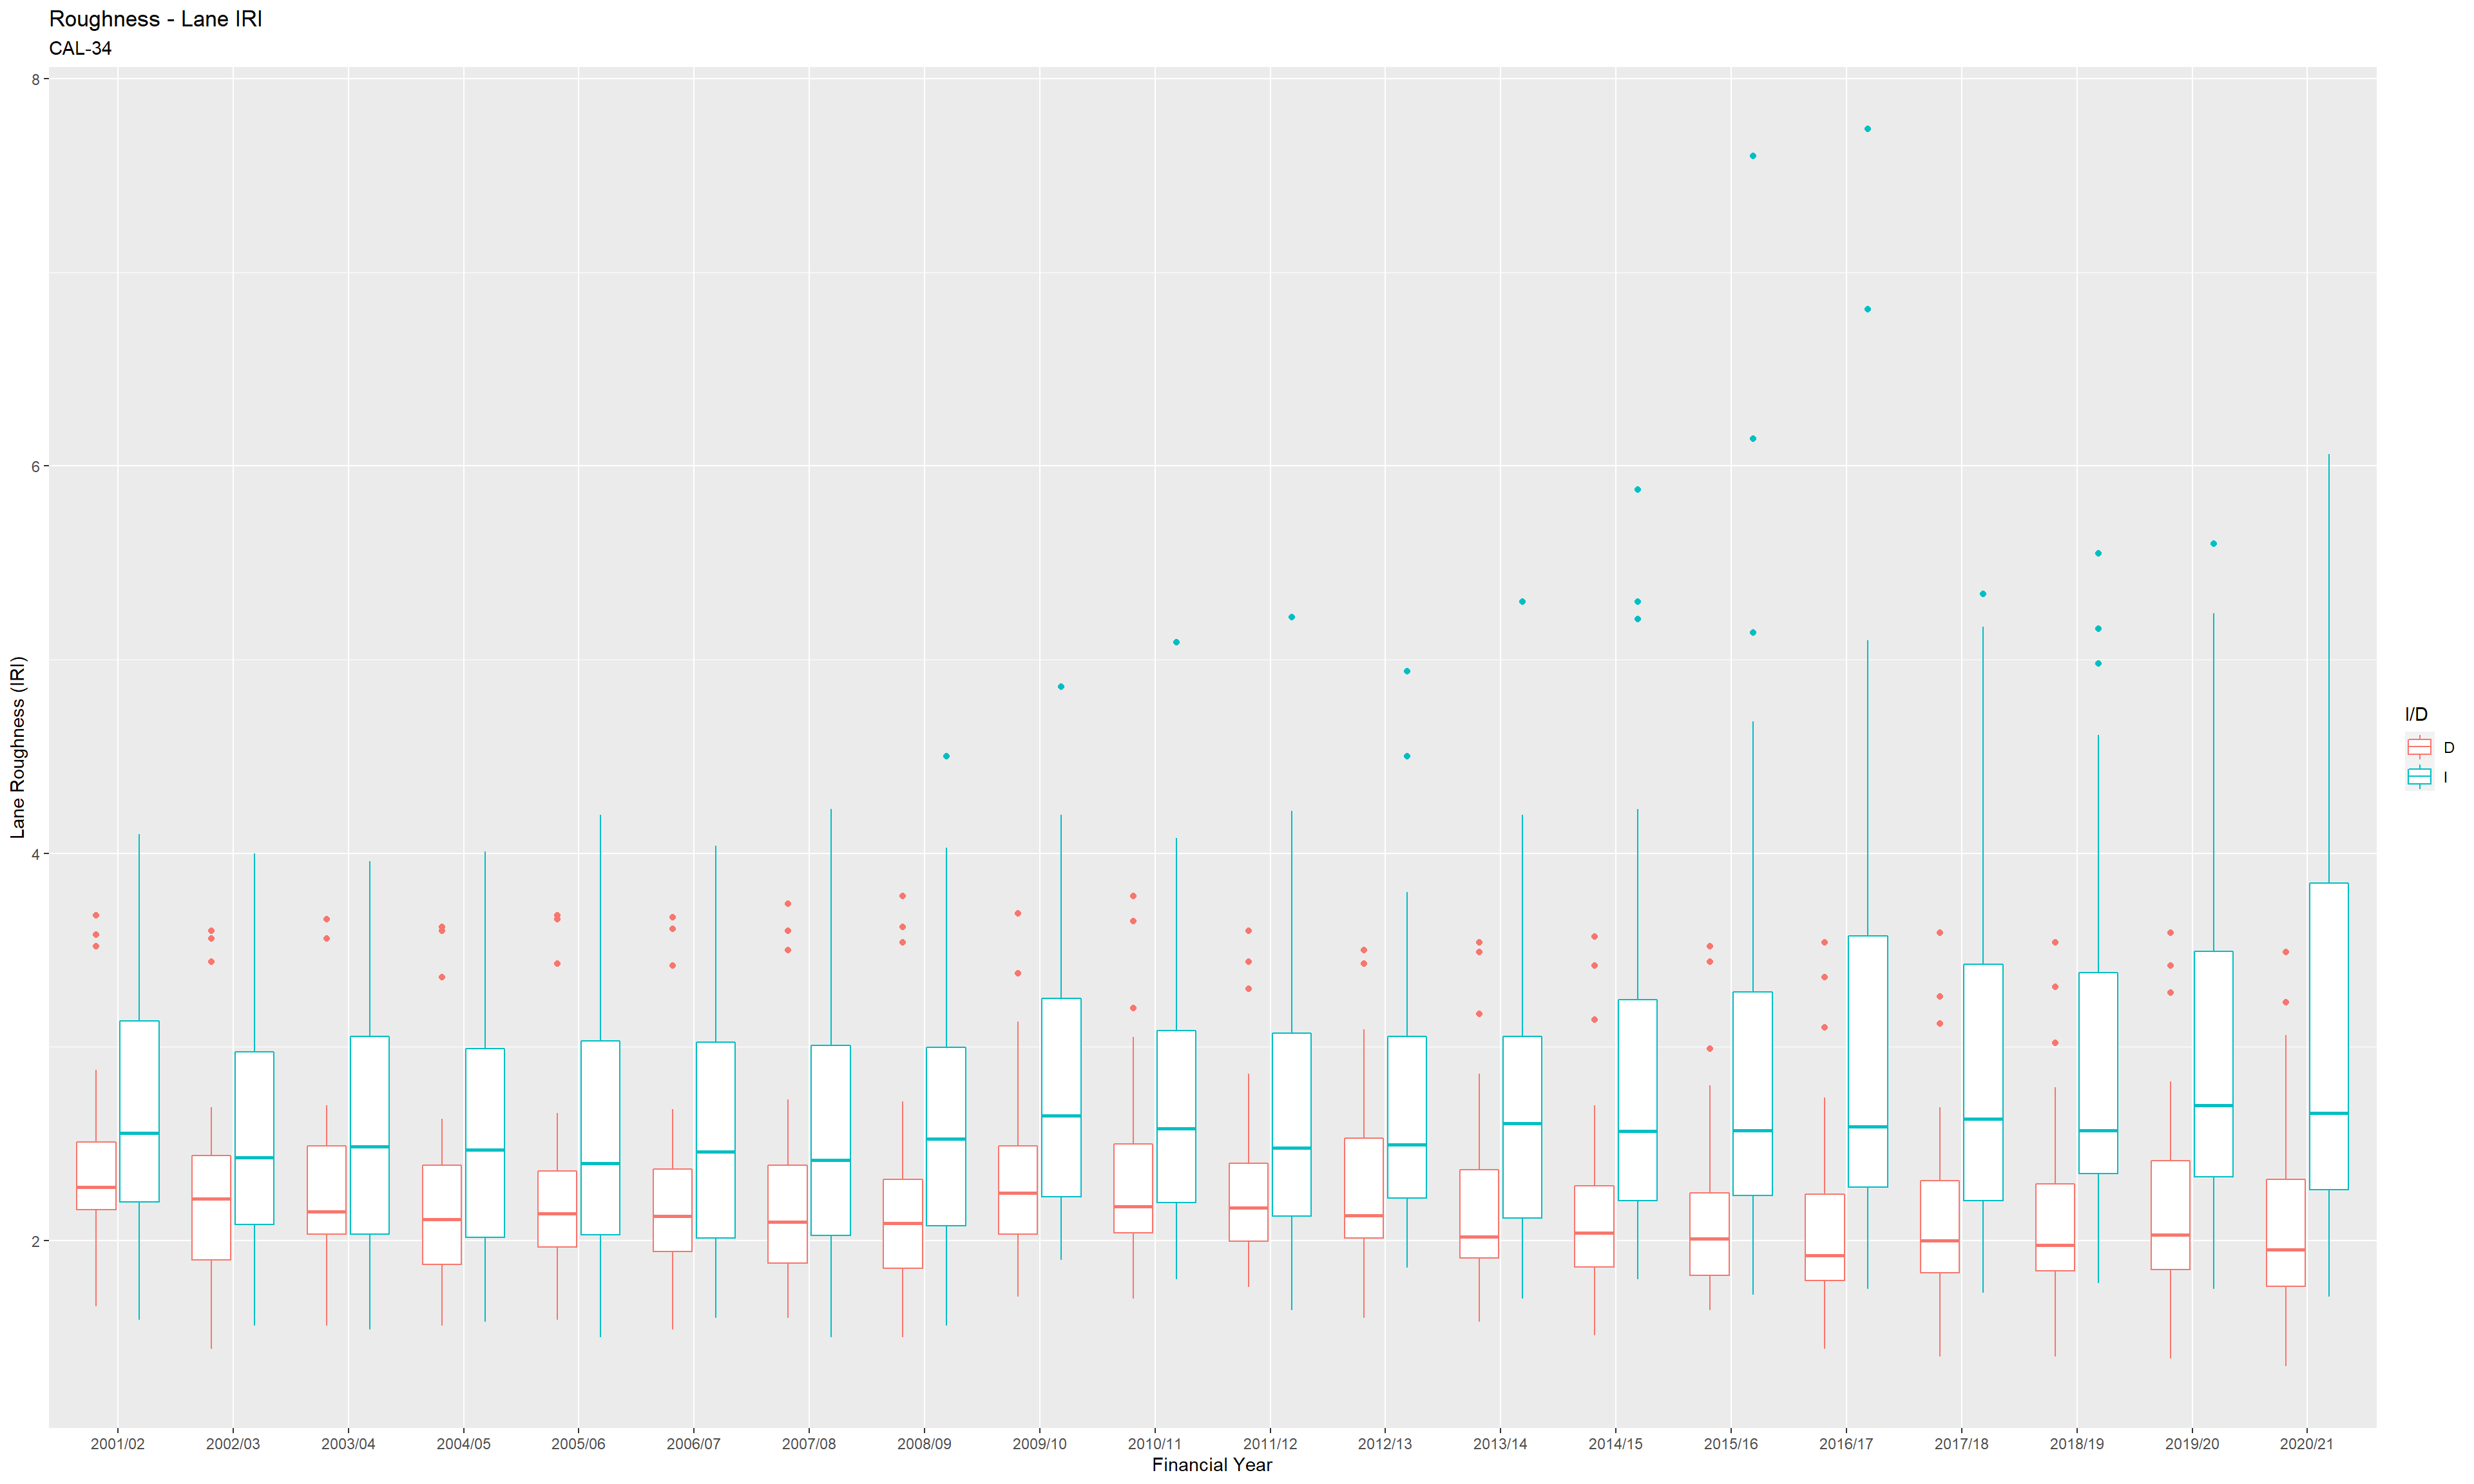 Roughness - Lane IRI
CAL-34
8
6
4
2
Lane Roughness (IRI)
2001/02 2002/03 2003/04 2004/05 2005/06 2006/07 2007/08 2008/09 2009/10 2010/11 2011/12 2012/13 2013/14 2014/15 2015/16 2016/17 2017/18 2018/19 2019/20 2020/21
Financial Year
I/D
D
I